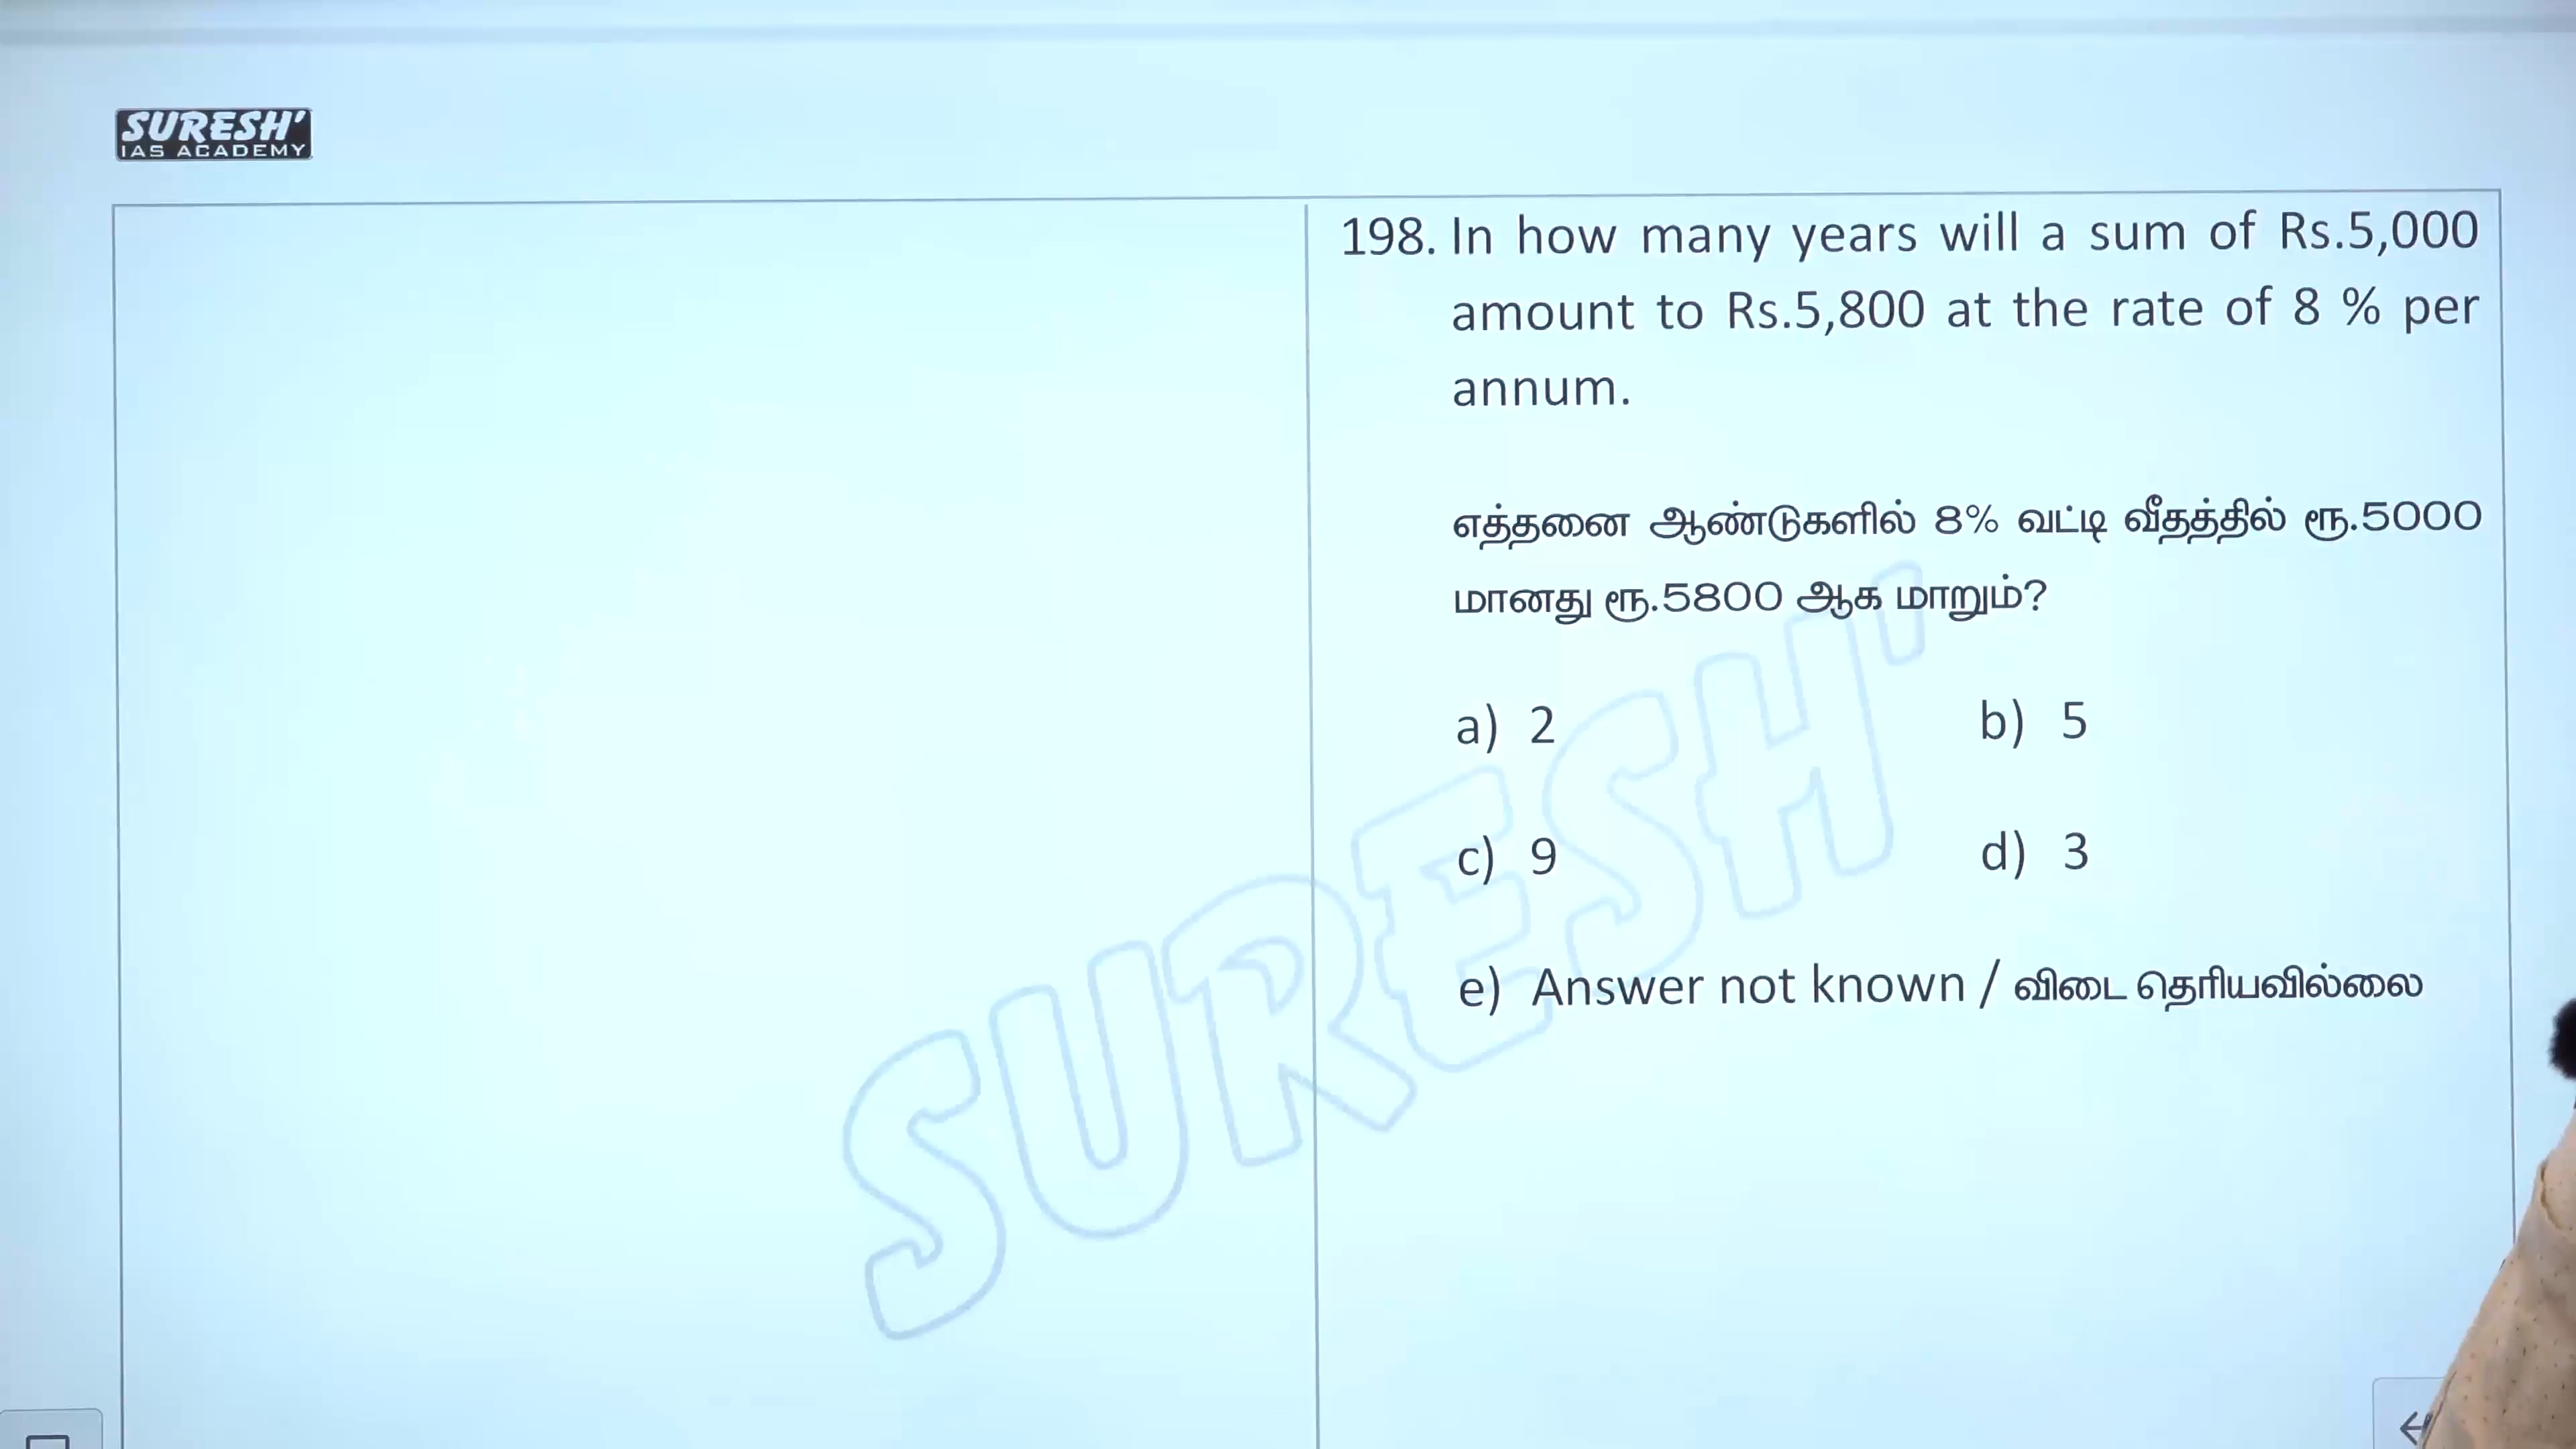 SURESH'
IAS ACADEMY
198. In how many years will a sum of Rs.5,000
amount to Rs.5,800 at the rate of 8 % per
annum.
எத்தனை ஆண்டுகளில் 8% வட்டி வீதத்தில் ரூ.5000
மானது ரூ.5800 ஆக மாறும்?
a) 2 b) 5
c) 9 d) 3
e) Answer not known / விடை தெரியவில்லை
SURESH'